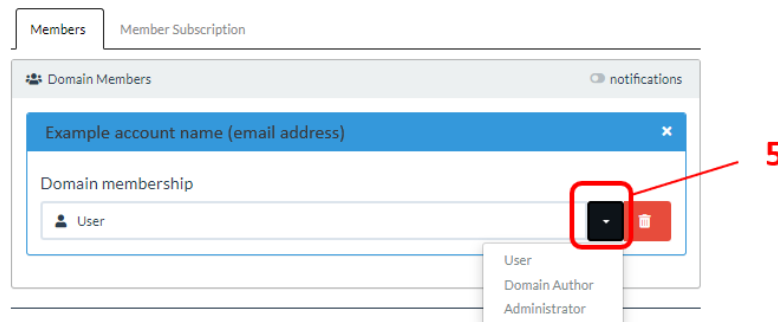 Members Member Subscription
Domain Members notifications
Example account name (email address) ×
Domain membership
User
5
User
Domain Author
Administrator